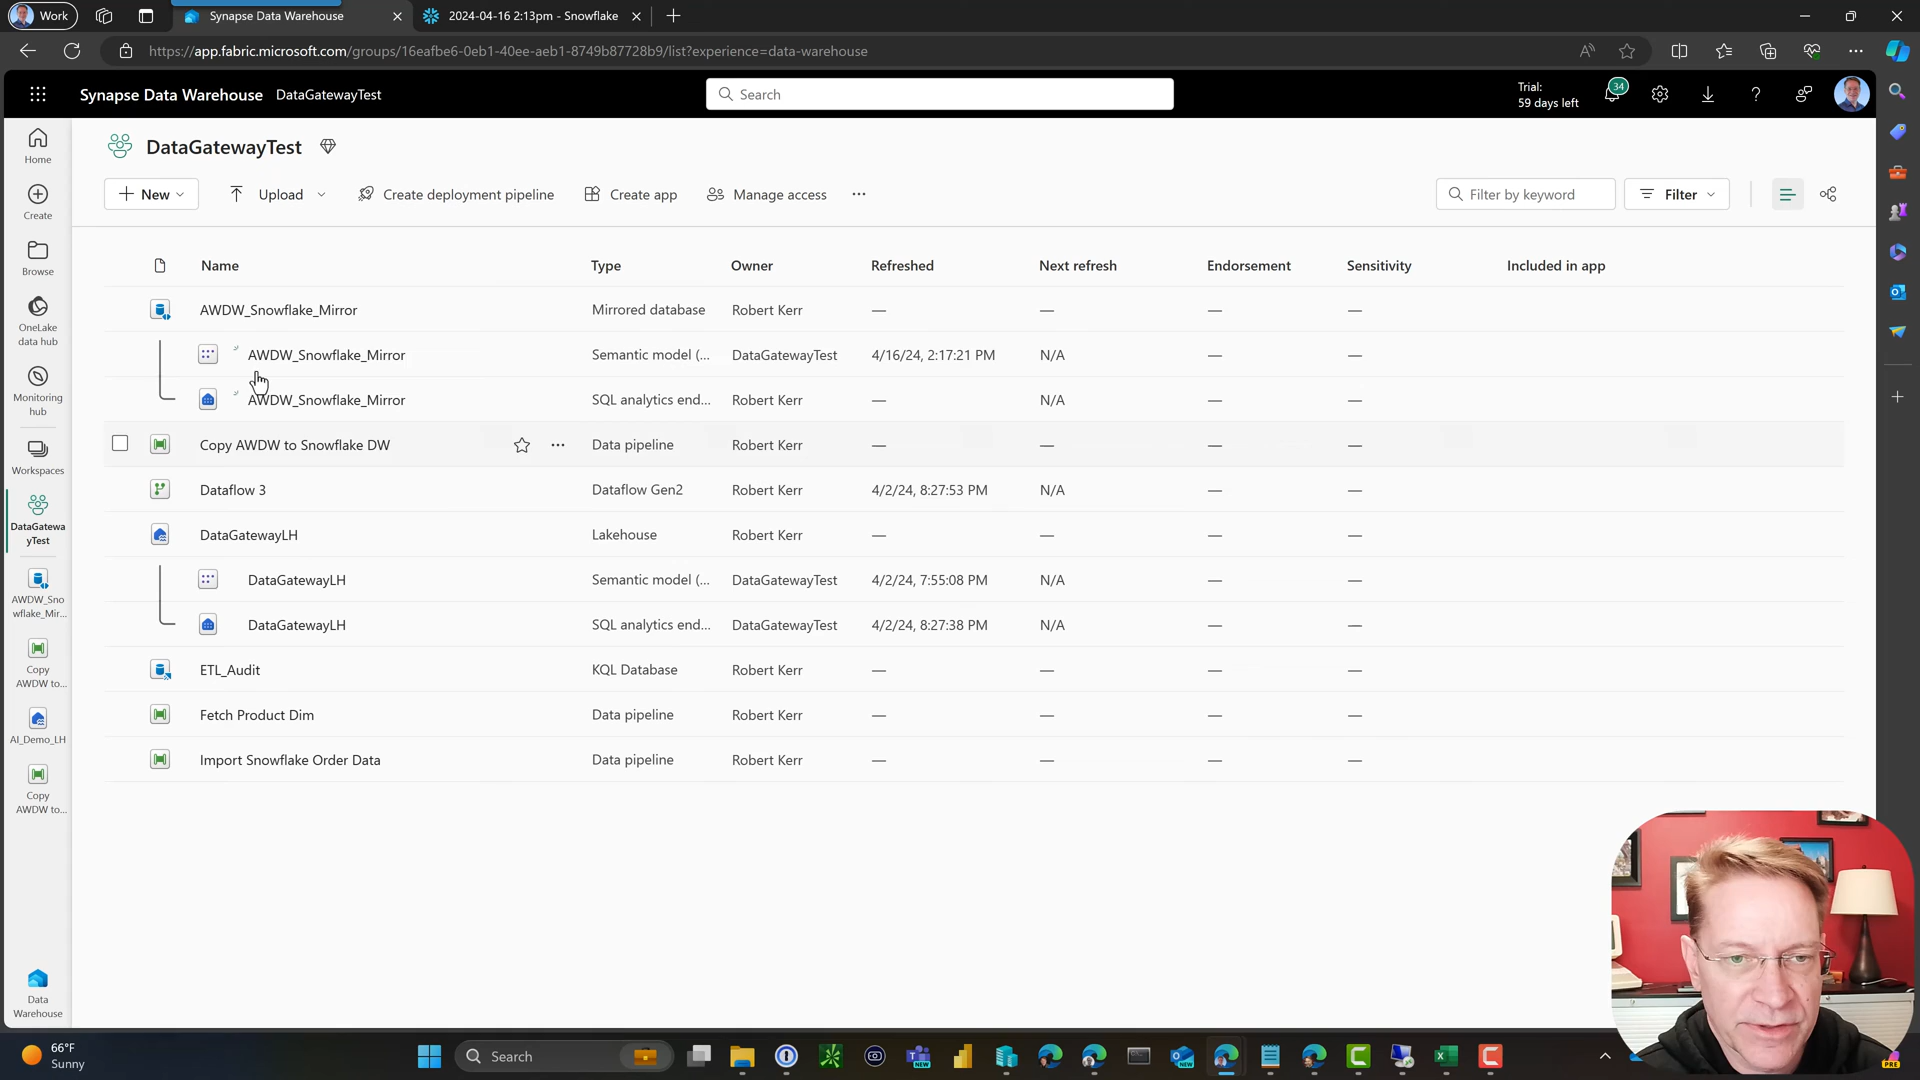 Work
Synapse Data Warehouse
2024-04-16 2:13pm - Snowflake
https://app.fabric.microsoft.com/groups/16eafbe6-0eb1-40ee-aeb1-8749b87728b9/list?experience=data-warehouse
Synapse Data Warehouse DataGatewayTest
Search
Trial:
59 days left
34
DataGatewayTest
New
Upload
Create deployment pipeline
Create app
Manage access
Filter by keyword
Filter
Name Type Owner Refreshed Next refresh Endorsement Sensitivity Included in app
AWDW_Snowflake_Mirror Mirrored database Robert Kerr — — — —
AWDW_Snowflake_Mirror Semantic model (... DataGatewayTest 4/16/24, 2:17:21 PM N/A — —
AWDW_Snowflake_Mirror SQL analytics end... Robert Kerr — N/A — —
Copy AWDW to Snowflake DW Data pipeline Robert Kerr — — — —
Dataflow 3 Dataflow Gen2 Robert Kerr 4/2/24, 8:27:53 PM N/A — —
DataGatewayLH Lakehouse Robert Kerr — — — —
DataGatewayLH Semantic model (... DataGatewayTest 4/2/24, 7:55:08 PM N/A — —
DataGatewayLH SQL analytics end... DataGatewayTest 4/2/24, 8:27:38 PM N/A — —
ETL_Audit KQL Database Robert Kerr — — — —
Fetch Product Dim Data pipeline Robert Kerr — — — —
Import Snowflake Order Data Data pipeline Robert Kerr — — — —
Home
Create
Browse
OneLake
data hub
Monitoring
hub
Workspaces
DataGatewa
yTest
AWDW_Sno
wflake_Mir...
Copy
AWDW to...
AI_Demo_LH
Copy
AWDW to...
Data
Warehouse
66°F
Sunny
Search
NEW
NEW
PRE